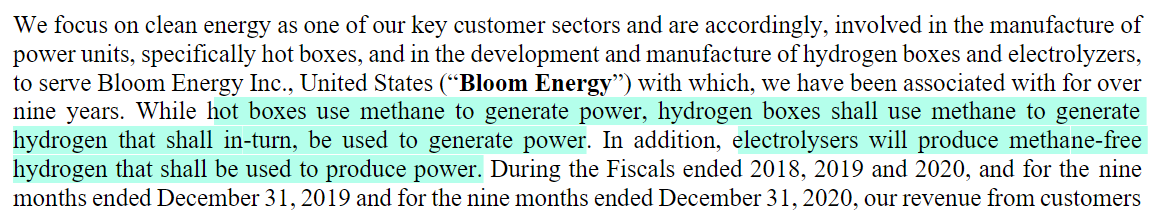 We focus on clean energy as one of our key customer sectors and are accordingly, involved in the manufacture of
power units, specifically hot boxes, and in the development and manufacture of hydrogen boxes and electrolyzers,
to serve Bloom Energy Inc., United States (“Bloom Energy”) with which, we have been associated with for over
nine years. While hot boxes use methane to generate power, hydrogen boxes shall use methane to generate
hydrogen that shall in-turn, be used to generate power. In addition, electrolysers will produce methane-free
hydrogen that shall be used to produce power. During the Fiscals ended 2018, 2019 and 2020, and for the nine
months ended December 31, 2019 and for the nine months ended December 31, 2020, our revenue from customers